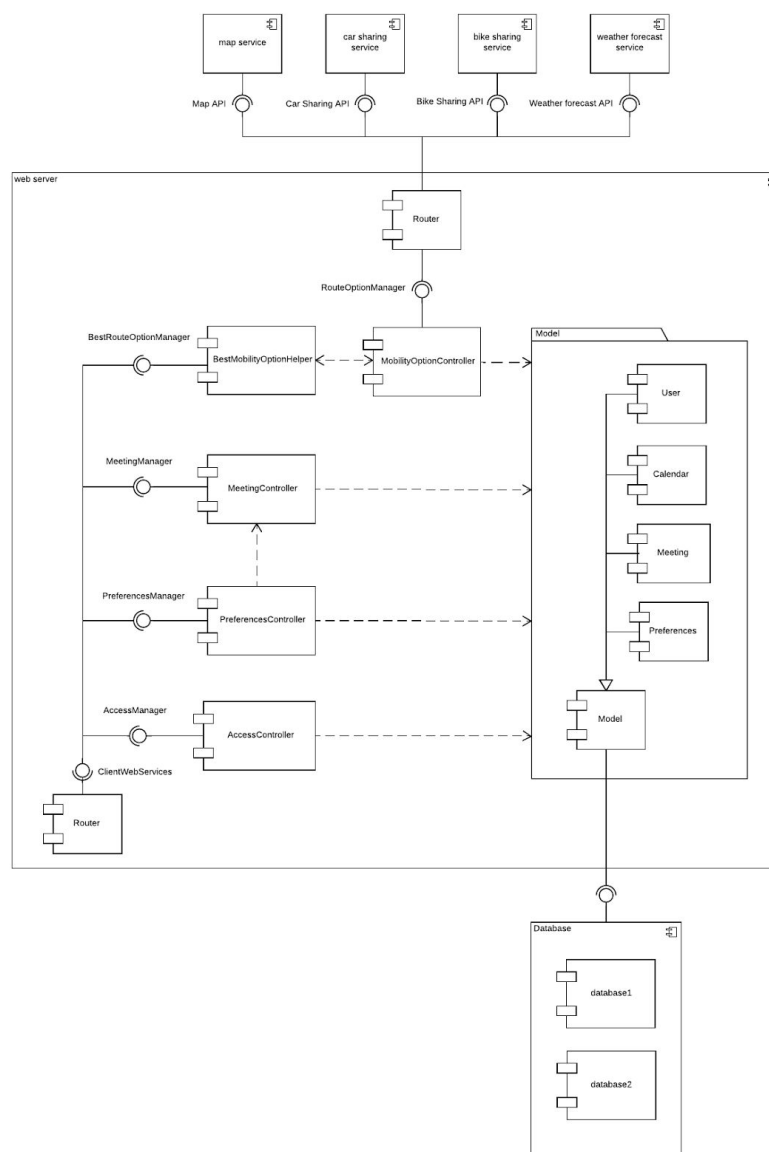 map service
car sharing
service
bike sharing
service
weather forecast
service
Map API
Car Sharing API
Bike Sharing API
Weather forecast API
web server
Router
RouteOptionManager
BestRouteOptionManager
BestMobilityOptionHelper
MobilityOptionController
Model
User
MeetingManager
MeetingController
Calendar
Meeting
PreferencesManager
PreferencesController
Preferences
AccessManager
AccessController
Model
ClientWebServices
Router
Database
database1
database2